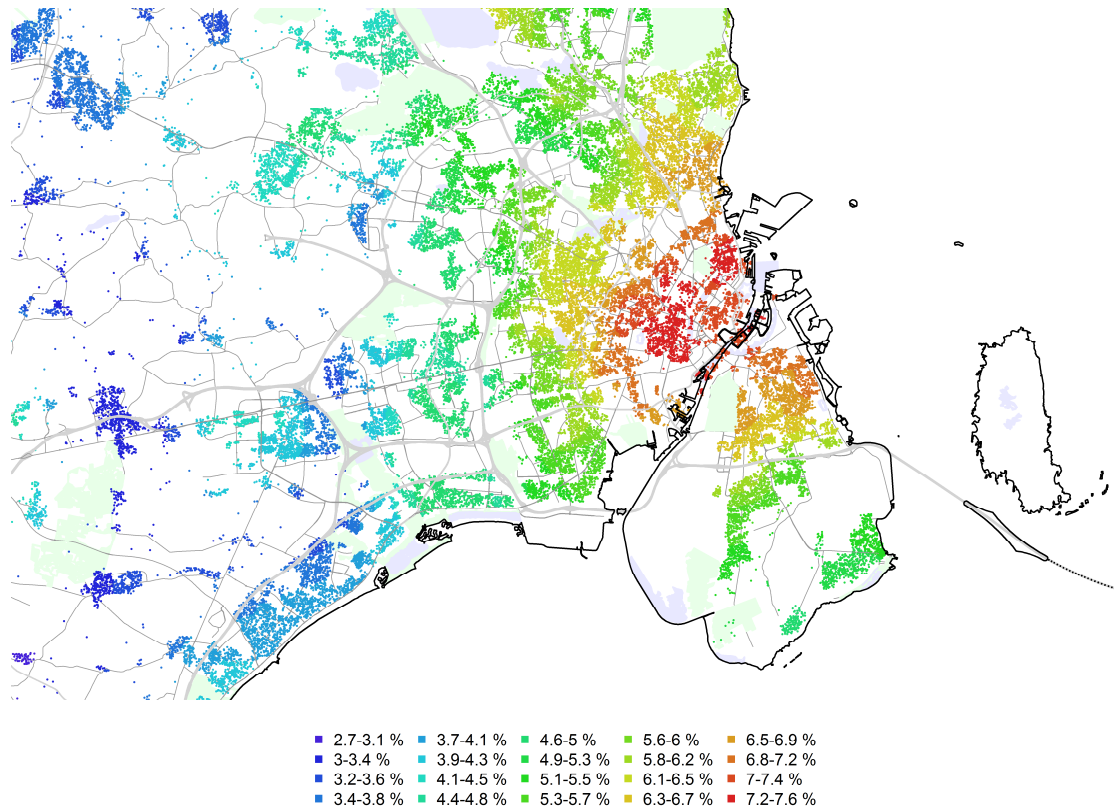 2.7-3.1 % 3.7-4.1 % 4.6-5 % 5.6-6 % 6.5-6.9 %
3-3.4 % 3.9-4.3 % 4.9-5.3 % 5.8-6.2 % 6.8-7.2 %
3.2-3.6 % 4.1-4.5 % 5.1-5.5 % 6.1-6.5 % 7-7.4 %
3.4-3.8 % 4.4-4.8 % 5.3-5.7 % 6.3-6.7 % 7.2-7.6 %